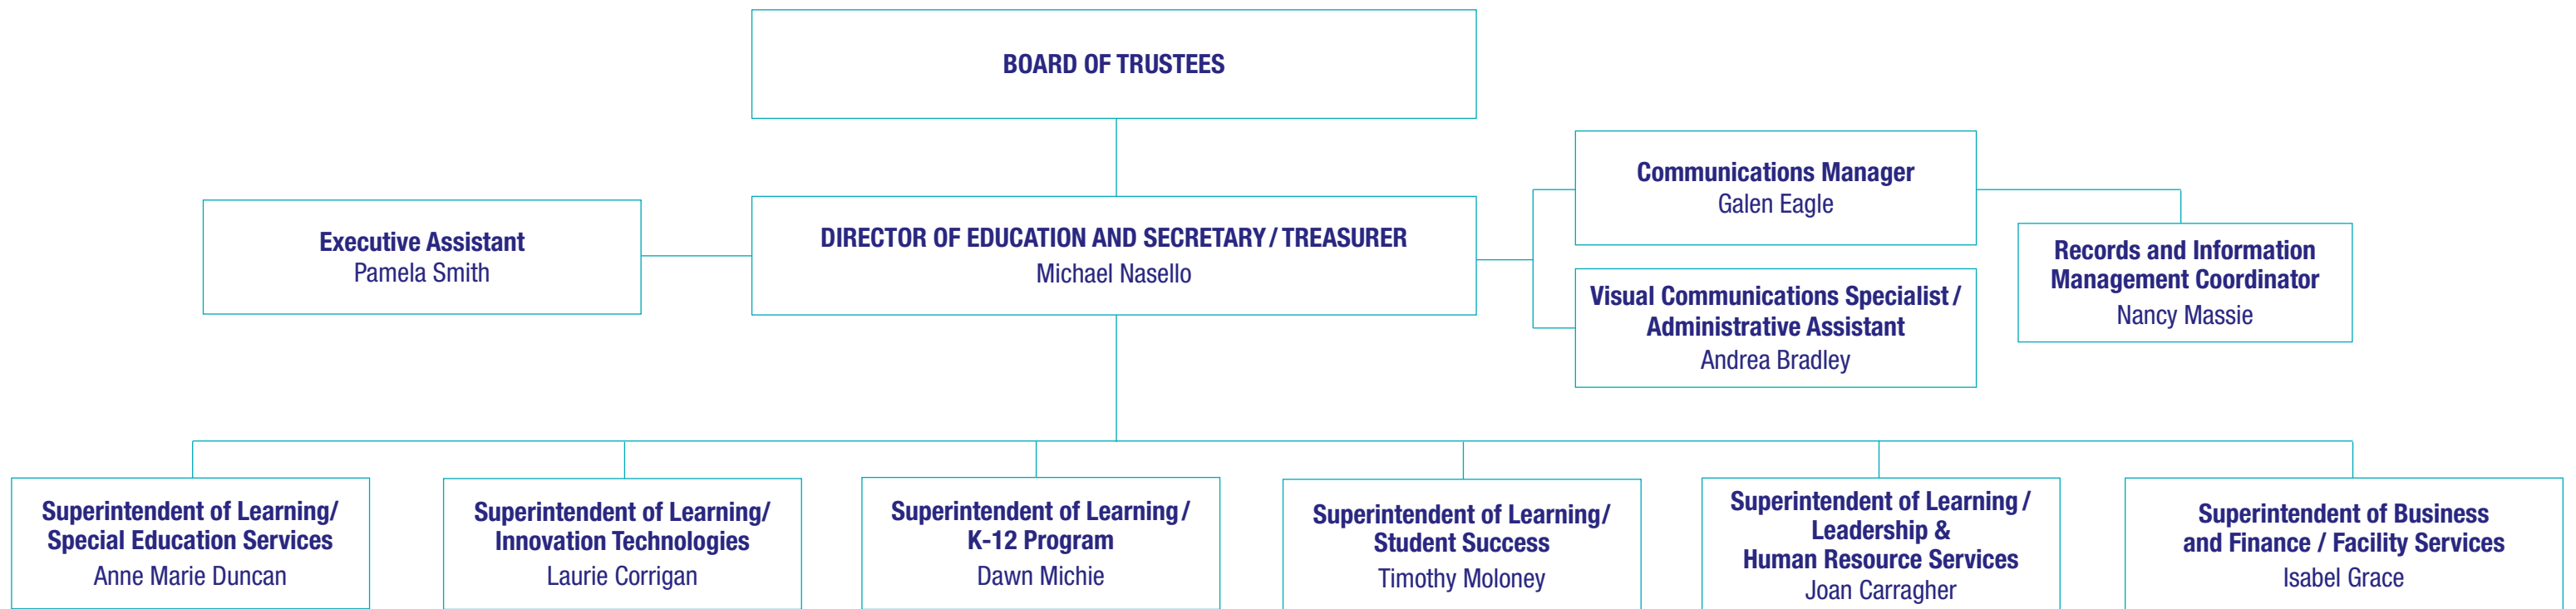 BOARD OF TRUSTEES
Executive Assistant
Pamela Smith
DIRECTOR OF EDUCATION AND SECRETARY / TREASURER
Michael Nasello
Communications Manager
Galen Eagle
Visual Communications Specialist /
Administrative Assistant
Andrea Bradley
Records and Information
Management Coordinator
Nancy Massie
Superintendent of Learning/
Special Education Services
Anne Marie Duncan
Superintendent of Learning/
Innovation Technologies
Laurie Corrigan
Superintendent of Learning /
K-12 Program
Dawn Michie
Superintendent of Learning/
Student Success
Timothy Moloney
Superintendent of Learning /
Leadership &
Human Resource Services
Joan Carragher
Superintendent of Business
and Finance / Facility Services
Isabel Grace